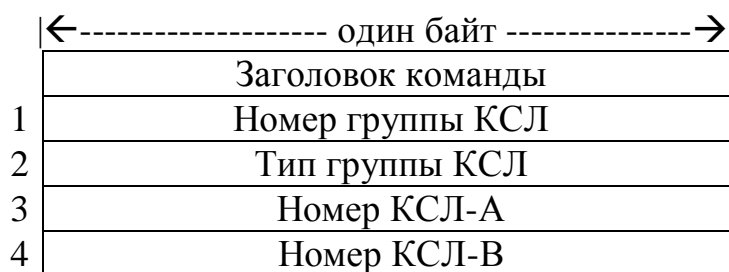 |←-------------------- один байт ---------------→
Заголовок команды
1 Номер группы КСЛ
2 Тип группы КСЛ
3 Номер КСЛ-А
4 Номер КСЛ-В